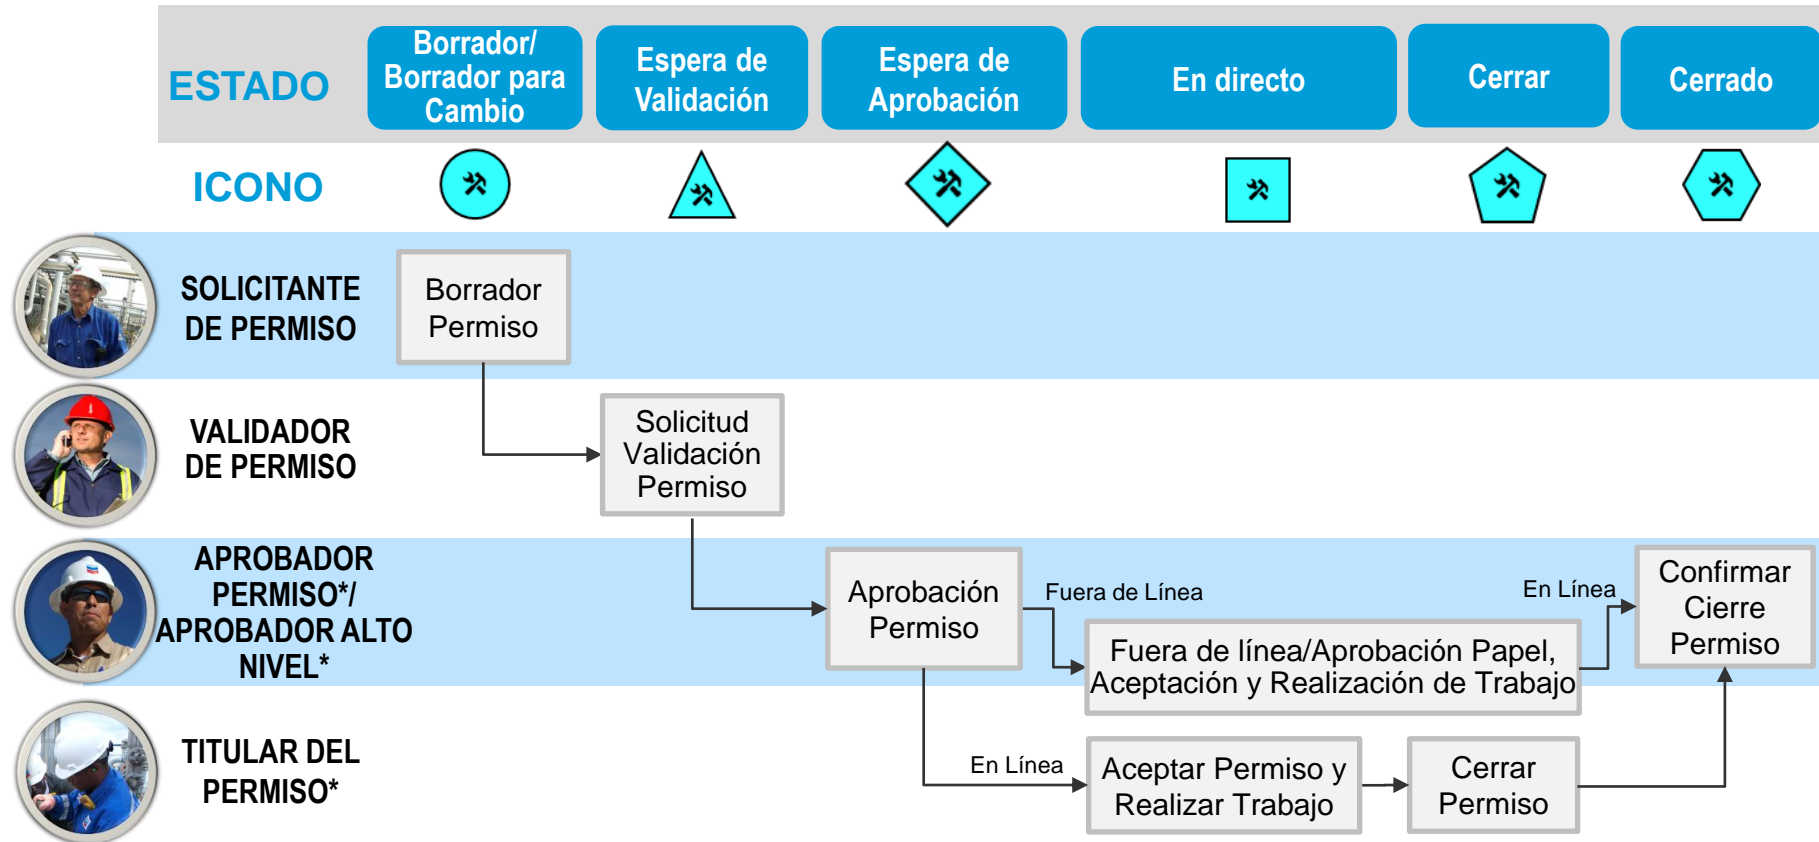 ESTADO
Borrador/
Borrador para
Cambio
Espera de
Validación
Espera de
Aprobación
En directo
Cerrar
Cerrado
ICONO
SOLICITANTE
DE PERMISO
Borrador
Permiso
VALIDADOR
DE PERMISO
Solicitud
Validación
Permiso
APROBADOR
PERMISO*/
APROBADOR ALTO
NIVEL*
Aprobación
Permiso
Fuera de Línea
Fuera de línea/Aprobación Papel,
Aceptación y Realización de Trabajo
En Línea
Confirmar
Cierre
Permiso
TITULAR DEL
PERMISO*
En Línea
Aceptar Permiso y
Realizar Trabajo
Cerrar
Permiso